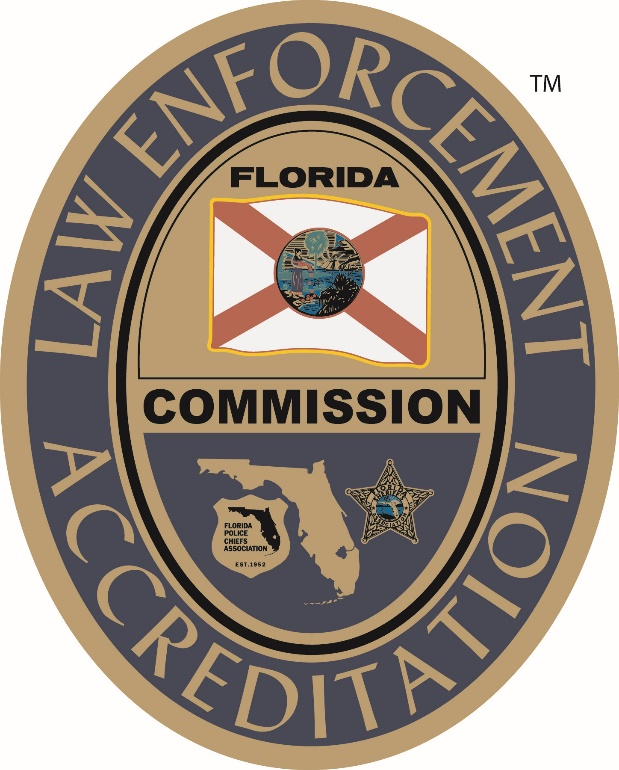 LAW ENFORCEMENT
TM
FLORIDA
COMMISSION
FLORIDA
POLICE
CHIEFS
ASSOCIATION
EST.1952
ACCREDITATION